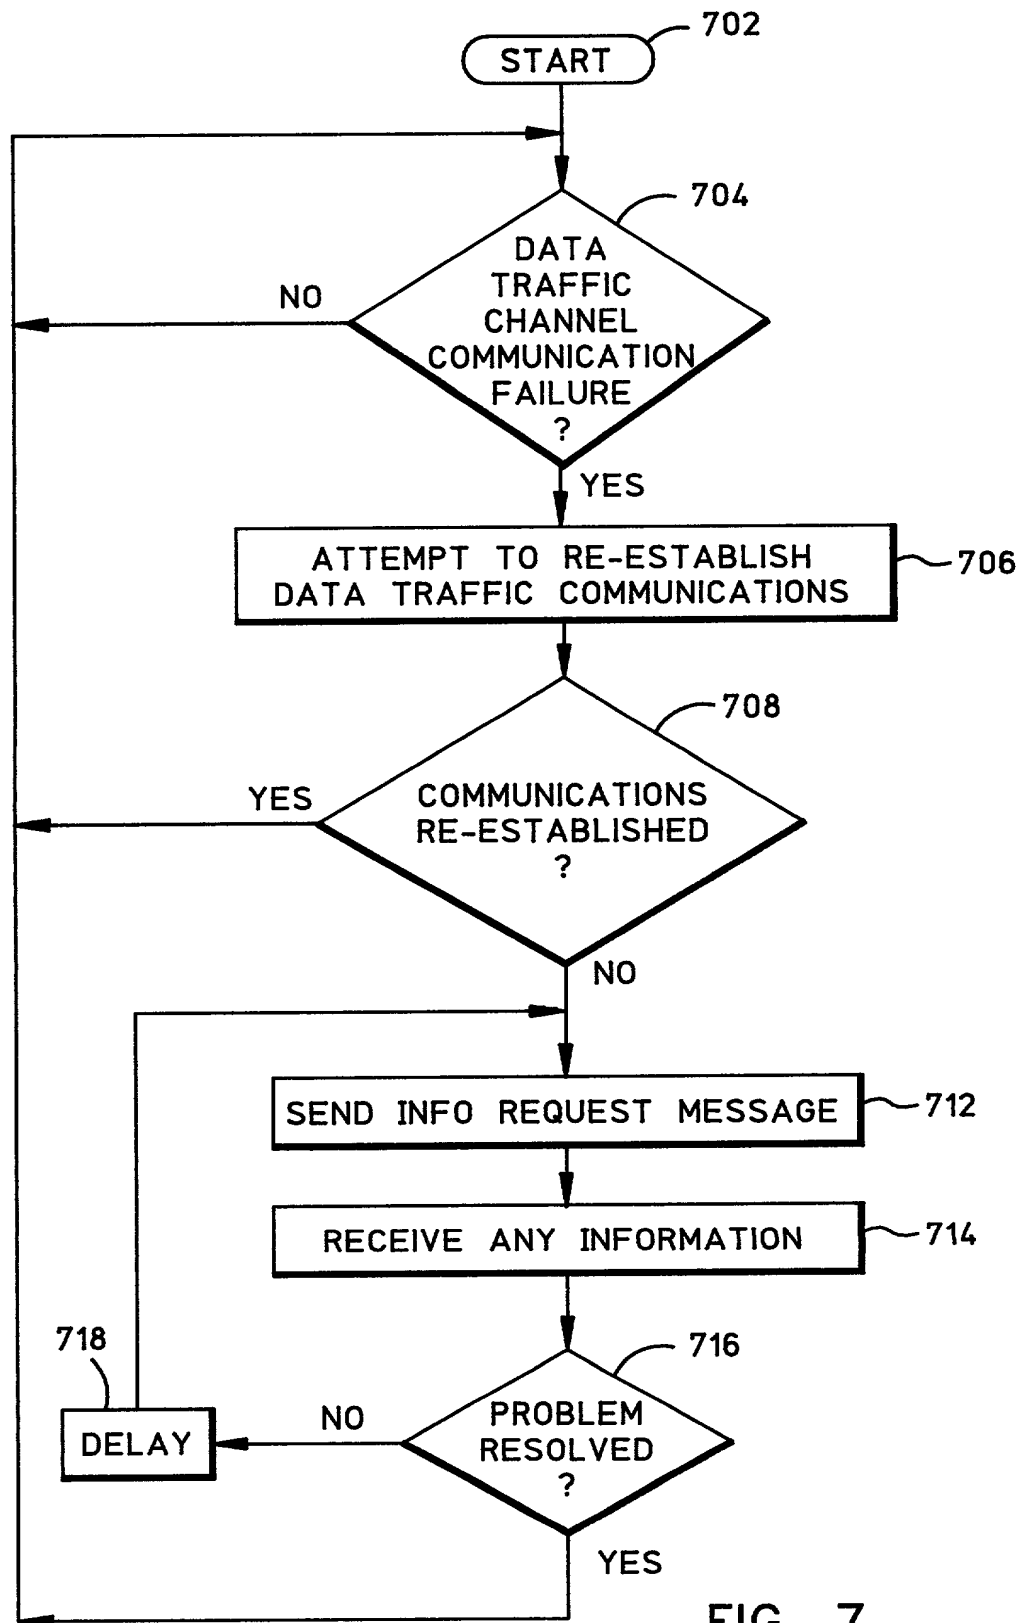 702
START
704
DATA
TRAFFIC
CHANNEL
COMMUNICATION
FAILURE
?
NO
YES
ATTEMPT TO RE-ESTABLISH
DATA TRAFFIC COMMUNICATIONS
706
708
YES
COMMUNICATIONS
RE-ESTABLISHED
?
NO
SEND INFO REQUEST MESSAGE
712
RECEIVE ANY INFORMATION
714
718
716
DELAY
NO
PROBLEM
RESOLVED
?
YES
FIG. 7